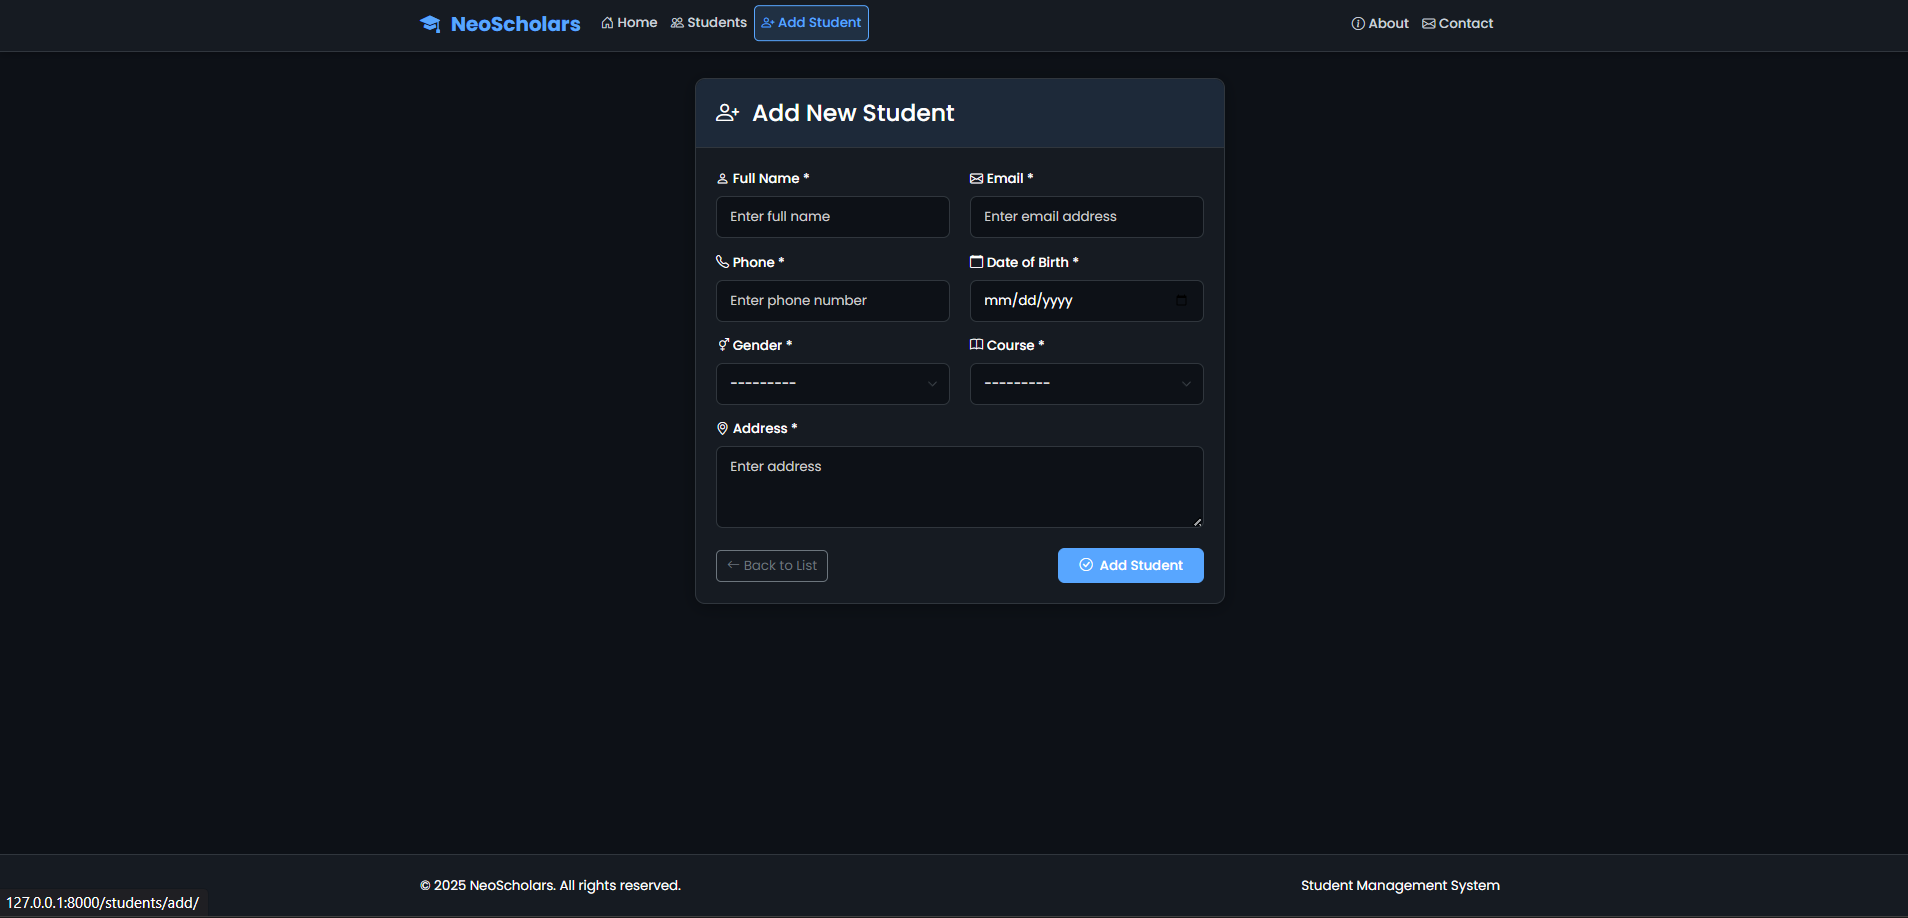 NeoScholars Home Students Add Student About Contact
Add New Student
Full Name * Email *
Enter full name Enter email address
Phone * Date of Birth *
Enter phone number mm/dd/yyyy
Gender * Course *
--------- ---------
Address *
Enter address
Back to List Add Student
© 2025 NeoScholars. All rights reserved. Student Management System
127.0.0.1:8000/students/add/